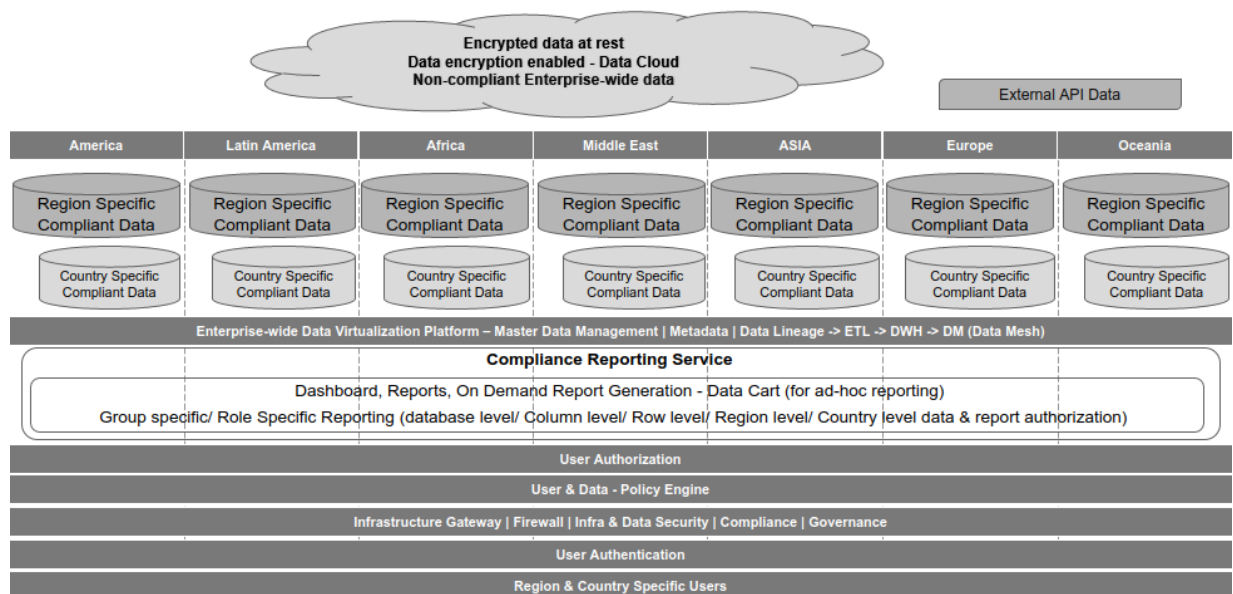 Encrypted data at rest
Data encryption enabled - Data Cloud
Non-compliant Enterprise-wide data
External API Data
America
Latin America
Africa
Middle East
ASIA
Europe
Oceania
Region Specific
Compliant Data
Region Specific
Compliant Data
Region Specific
Compliant Data
Region Specific
Compliant Data
Region Specific
Compliant Data
Region Specific
Compliant Data
Region Specific
Compliant Data
Country Specific
Compliant Data
Country Specific
Compliant Data
Country Specific
Compliant Data
Country Specific
Compliant Data
Country Specific
Compliant Data
Country Specific
Compliant Data
Country Specific
Compliant Data
Enterprise-wide Data Virtualization Platform – Master Data Management | Metadata | Data Lineage -> ETL -> DWH -> DM (Data Mesh)
Compliance Reporting Service
Dashboard, Reports, On Demand Report Generation - Data Cart (for ad-hoc reporting)
Group specific/ Role Specific Reporting (database level/ Column level/ Row level/ Region level/ Country level data & report authorization)
User Authorization
User & Data - Policy Engine
Infrastructure Gateway | Firewall | Infra & Data Security | Compliance | Governance
User Authentication
Region & Country Specific Users